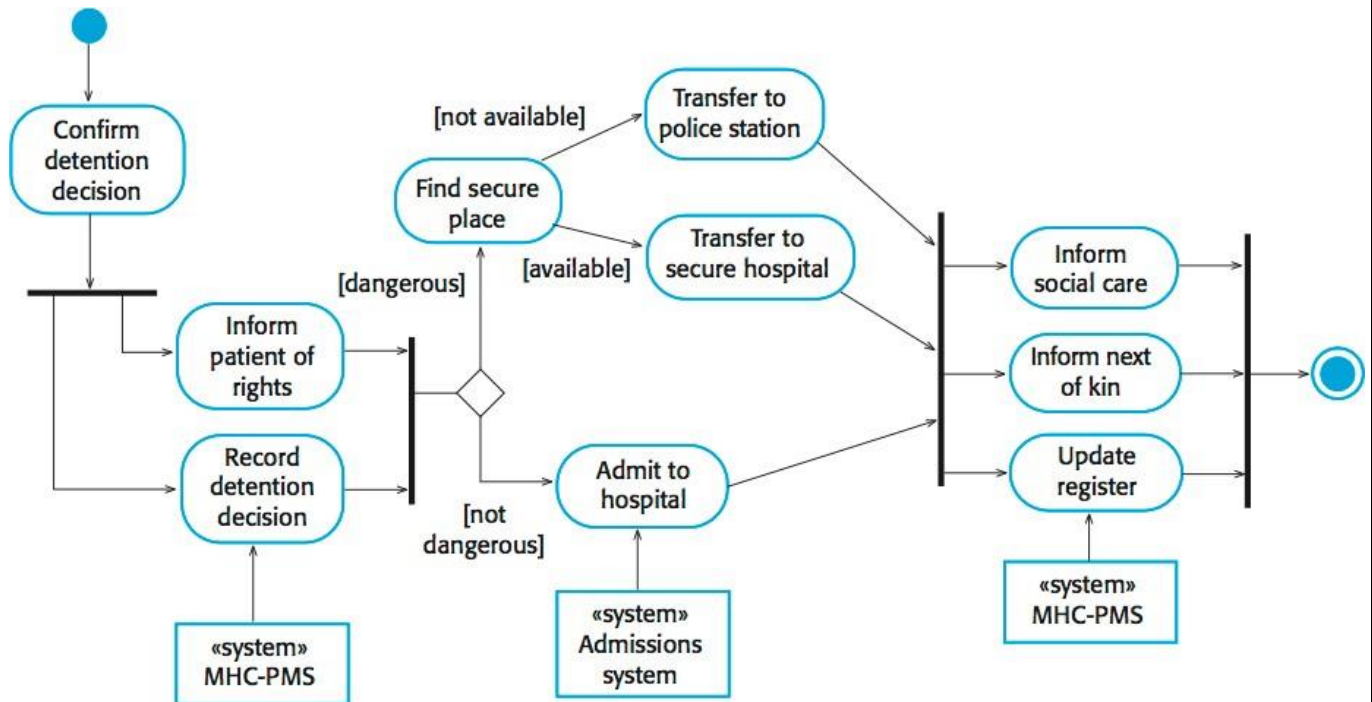 Confirm
detention
decision
Inform
patient of
rights
Record
detention
decision
«system»
MHC-PMS
[dangerous]
[not
dangerous]
Find secure
place
[not available]
[available]
Transfer to
police station
Transfer to
secure hospital
Admit to
hospital
«system»
Admissions
system
Inform
social care
Inform next
of kin
Update
register
«system»
MHC-PMS